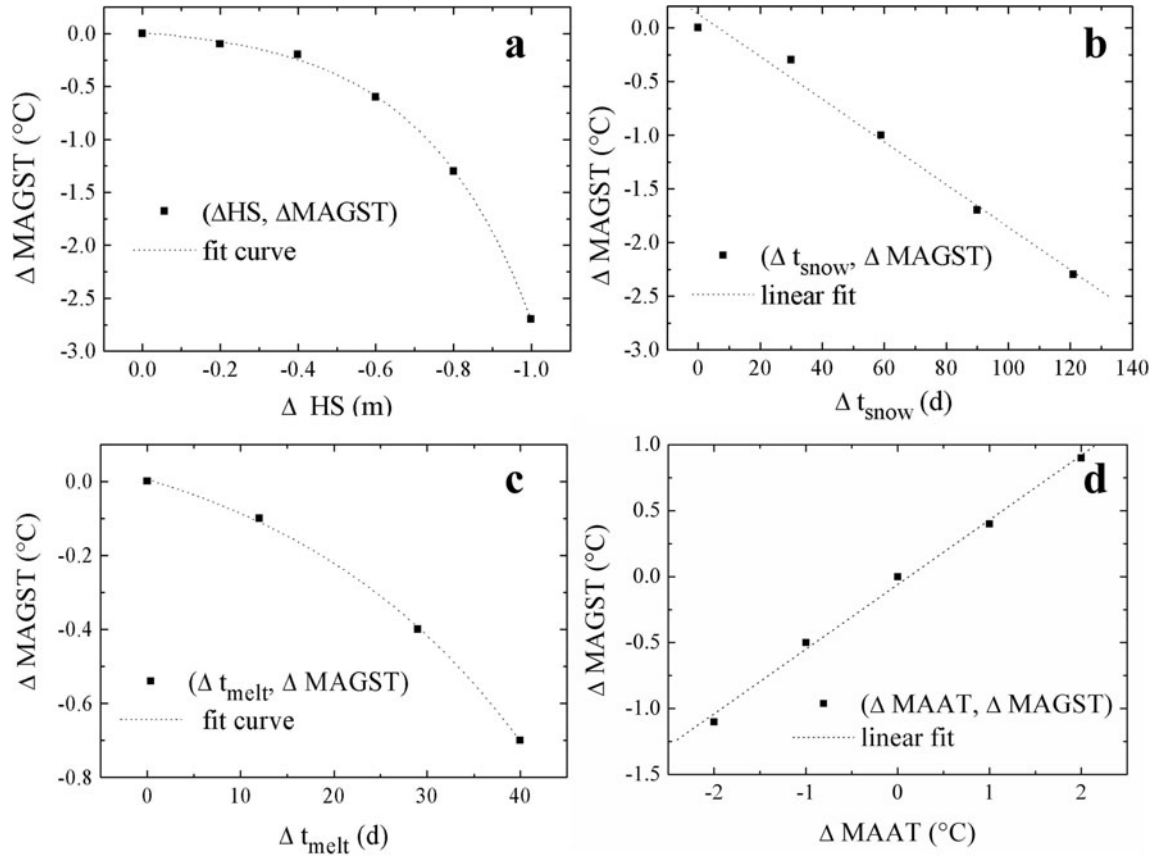 a
0.0
-0.5
-1.0
-1.5
-2.0
-2.5
-3.0
Δ MAGST (°C)
(ΔHS, ΔMAGST)
fit curve
0.0 -0.2 -0.4 -0.6 -0.8 -1.0
Δ HS (m)
b
0.0
-0.5
-1.0
-1.5
-2.0
-2.5
-3.0
Δ MAGST (°C)
(Δ tsnow, Δ MAGST)
linear fit
0 20 40 60 80 100 120 140
Δ tsnow (d)
c
0.0
-0.2
-0.4
-0.6
-0.8
Δ MAGST (°C)
(Δ tmelt, Δ MAGST)
fit curve
0 10 20 30 40
Δ tmelt (d)
d
1.0
0.5
0.0
-0.5
-1.0
-1.5
Δ MAGST (°C)
(Δ MAAT, Δ MAGST)
linear fit
-2 -1 0 1 2
Δ MAAT (°C)